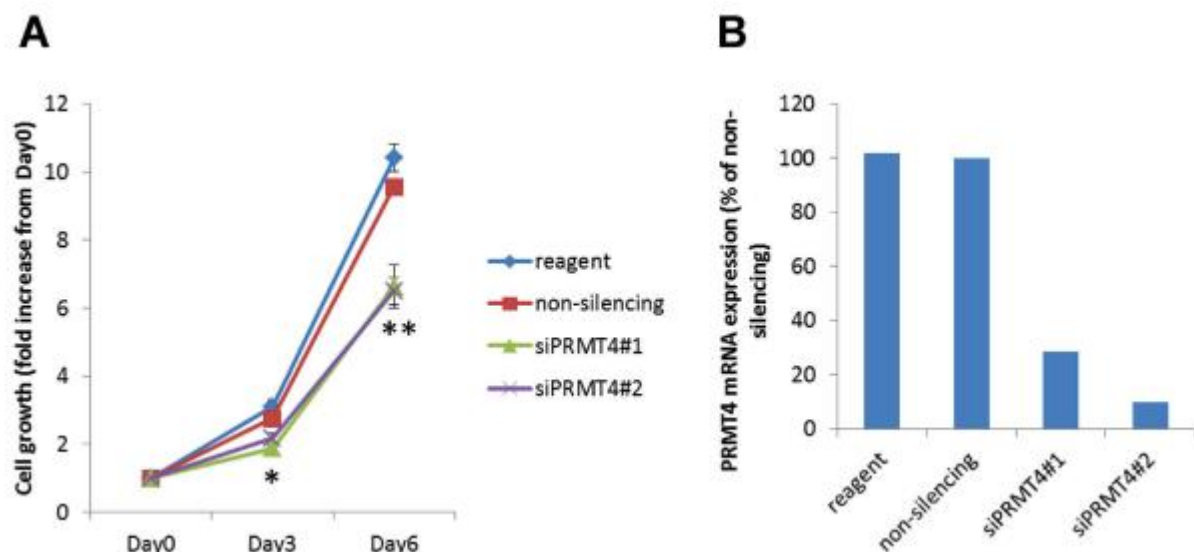 A
Cell growth (fold increase from Day0)
12
10
8
6
4
2
0
Day0
Day3
Day6
*
**
reagent
non-silencing
siPRMT4#1
siPRMT4#2
B
PRMT4 mRNA expression (% of non-
silencing)
120
100
80
60
40
20
0
reagent
non-silencing
siPRMT4#1
siPRMT4#2